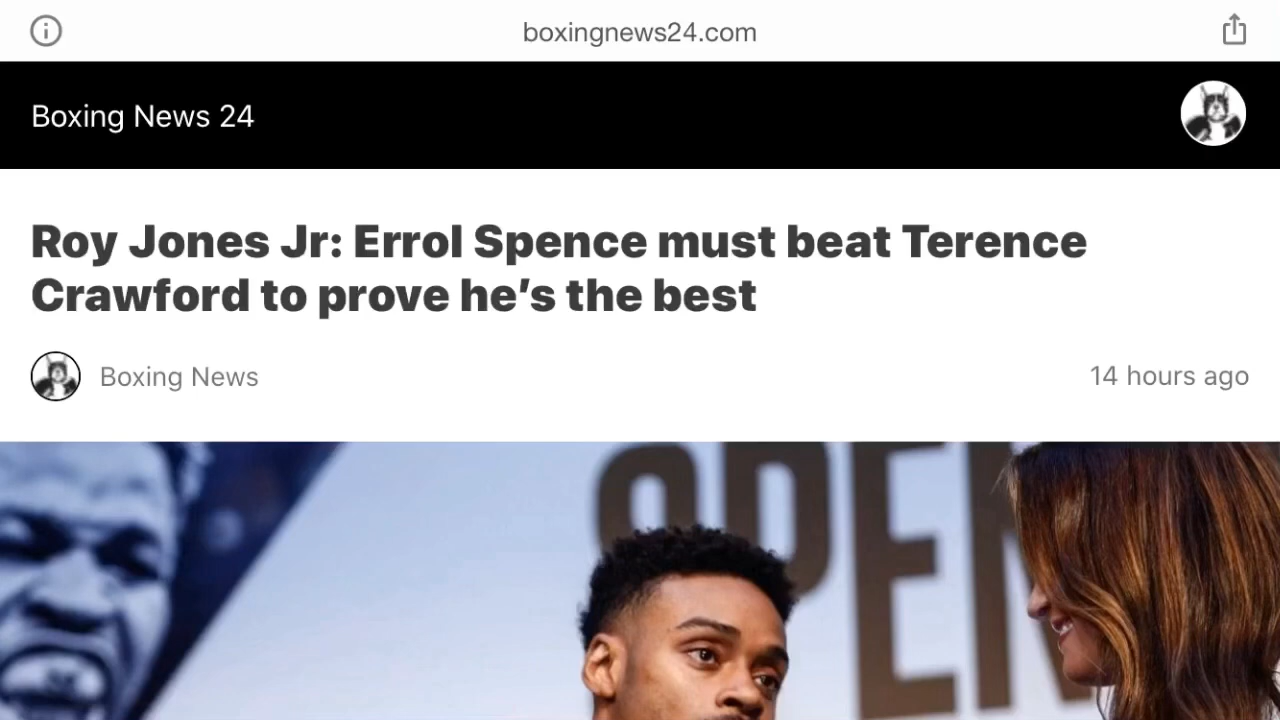 boxingnews24.com
Boxing News 24
Roy Jones Jr: Errol Spence must beat Terence
Crawford to prove he's the best
Boxing News
14 hours ago
SPEN